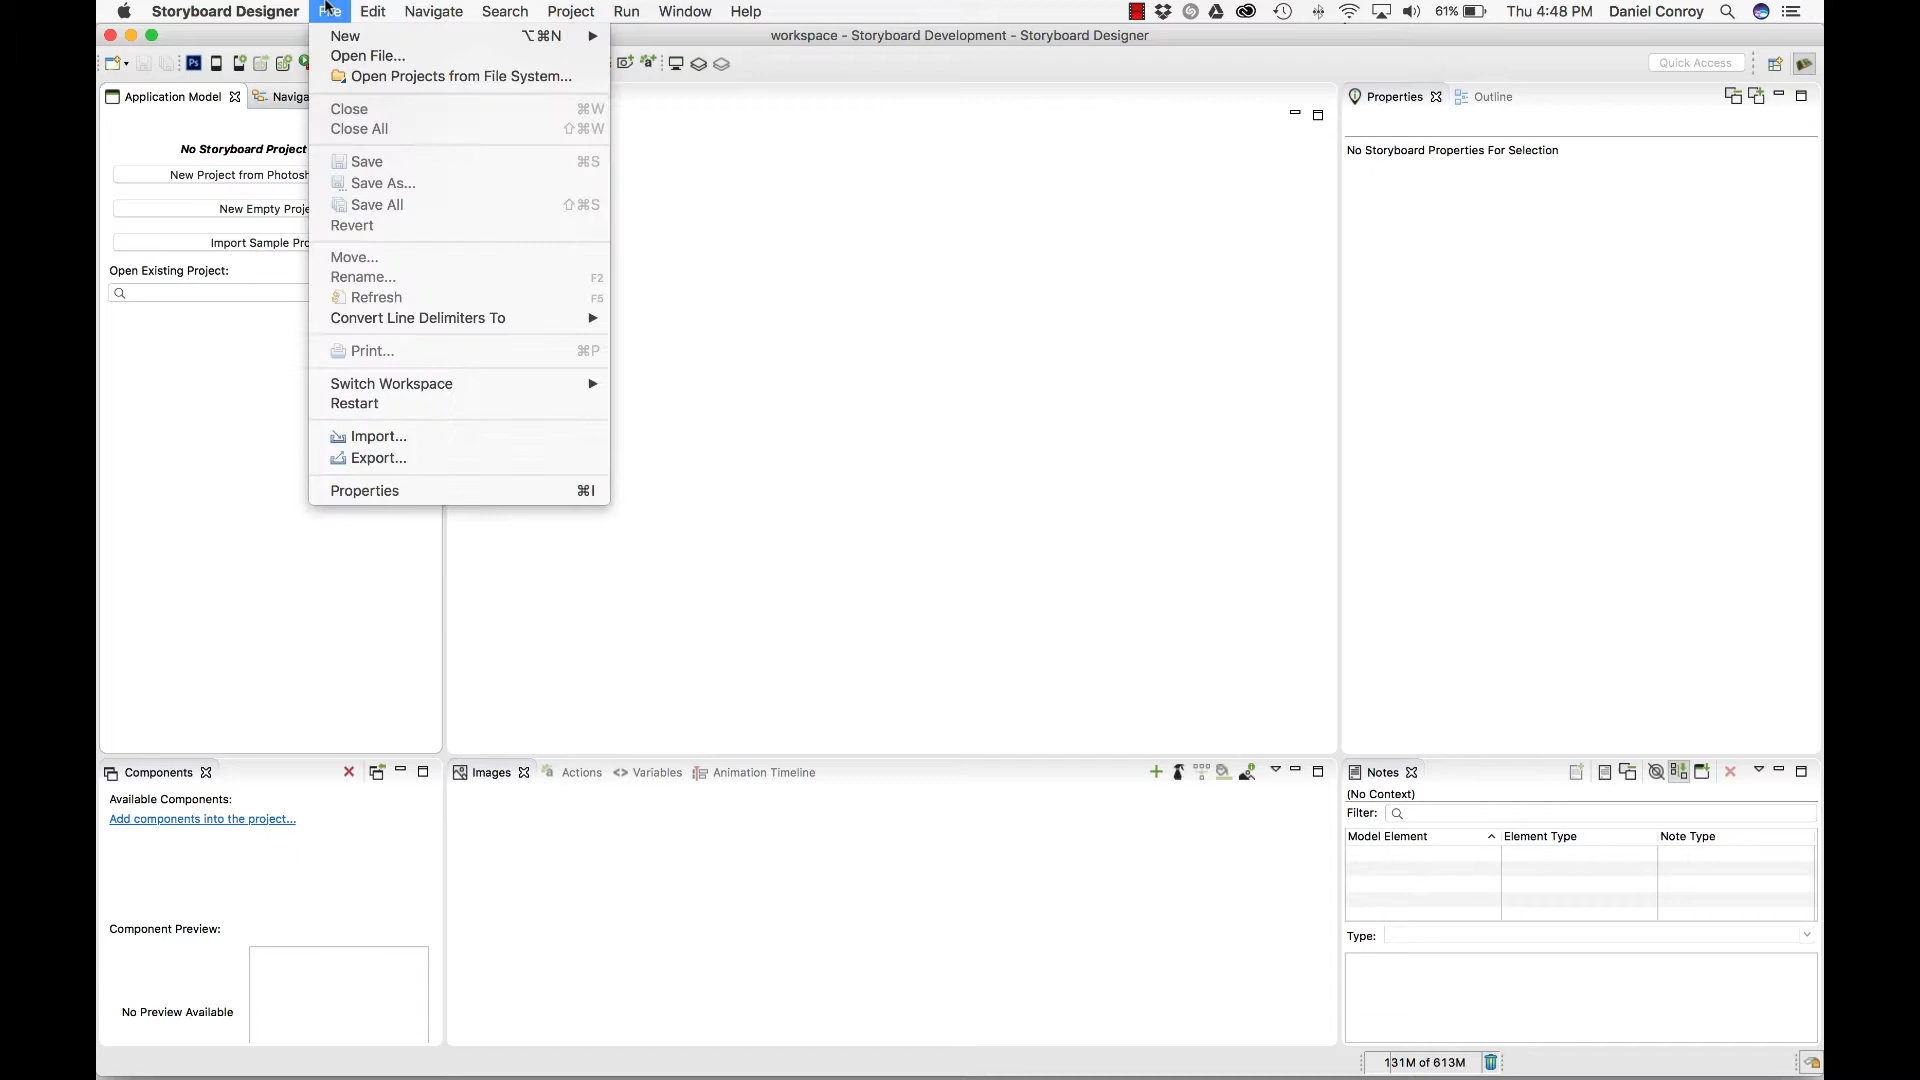 Storyboard Designer File Edit Navigate Search Project Run Window Help 61% Thu 4:48 PM Daniel Conroy
workspace - Storyboard Development - Storyboard Designer
New ⌥⌘N
Open File...
Open Projects from File System...
Close ⌘W
Close All ⇧⌘W
Save ⌘S
Save As...
Save All ⇧⌘S
Revert
Move...
Rename... F2
Refresh F5
Convert Line Delimiters To
Print... ⌘P
Switch Workspace
Restart
Import...
Export...
Properties ⌘I
Ps
Quick Access
Application Model Naviga
No Storyboard Project
New Project from Photosh
New Empty Proje
Import Sample Pro
Open Existing Project:
Properties Outline
No Storyboard Properties For Selection
Components
Available Components:
Add components into the project...
Component Preview:
No Preview Available
Images Actions Variables Animation Timeline
Notes
(No Context)
Filter:
Model Element Element Type Note Type
Type:
131M of 613M